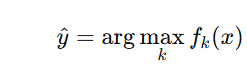 ŷ = arg max_k f_k(x)